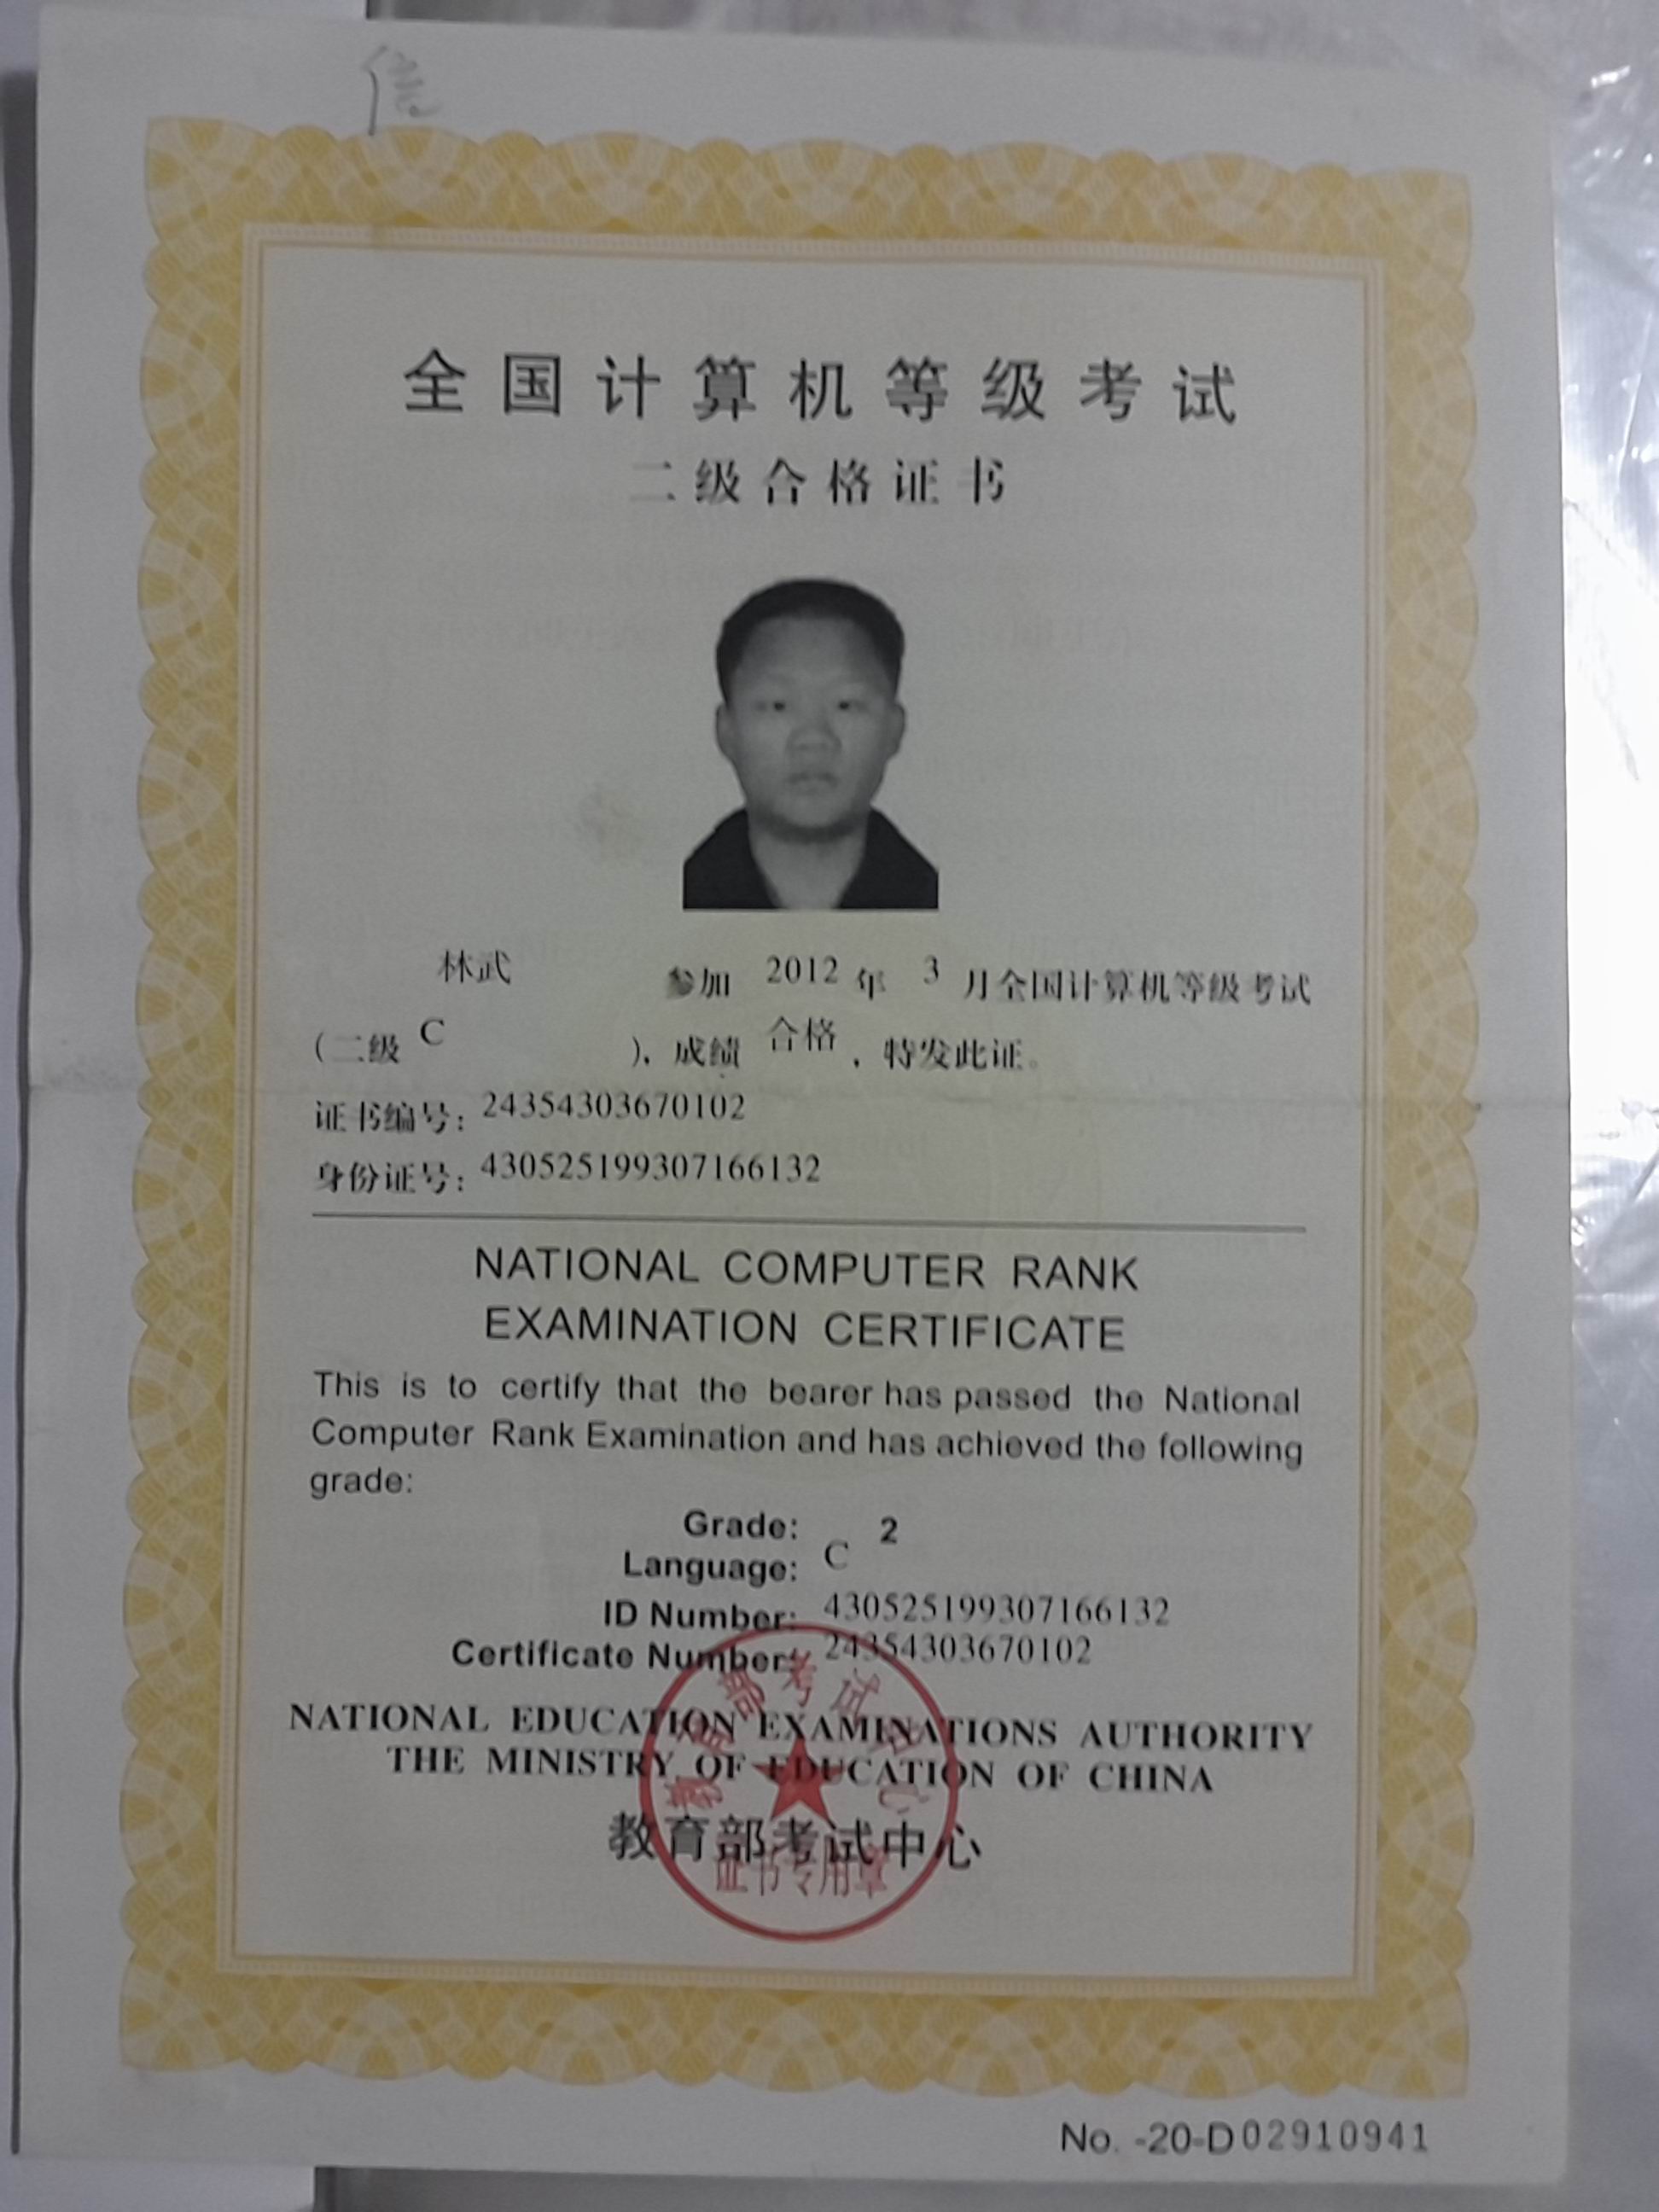 全国计算机等级考试
二级合格证书
林武 参加 2012 年 3 月全国计算机等级考试
(二级 C ), 成绩 合格 , 特发此证。
证书编号: 24354303670102
身份证号: 430525199307166132
NATIONAL COMPUTER RANK
EXAMINATION CERTIFICATE
This is to certify that the bearer has passed the National
Computer Rank Examination and has achieved the following
grade:
Grade: 2
Language: C
ID Number: 430525199307166132
Certificate Number: 24354303670102
NATIONAL EDUCATION EXAMINATIONS AUTHORITY
THE MINISTRY OF EDUCATION OF CHINA
教育部考试中心
教育部考试中心
证书专用章
No. -20-D02910941